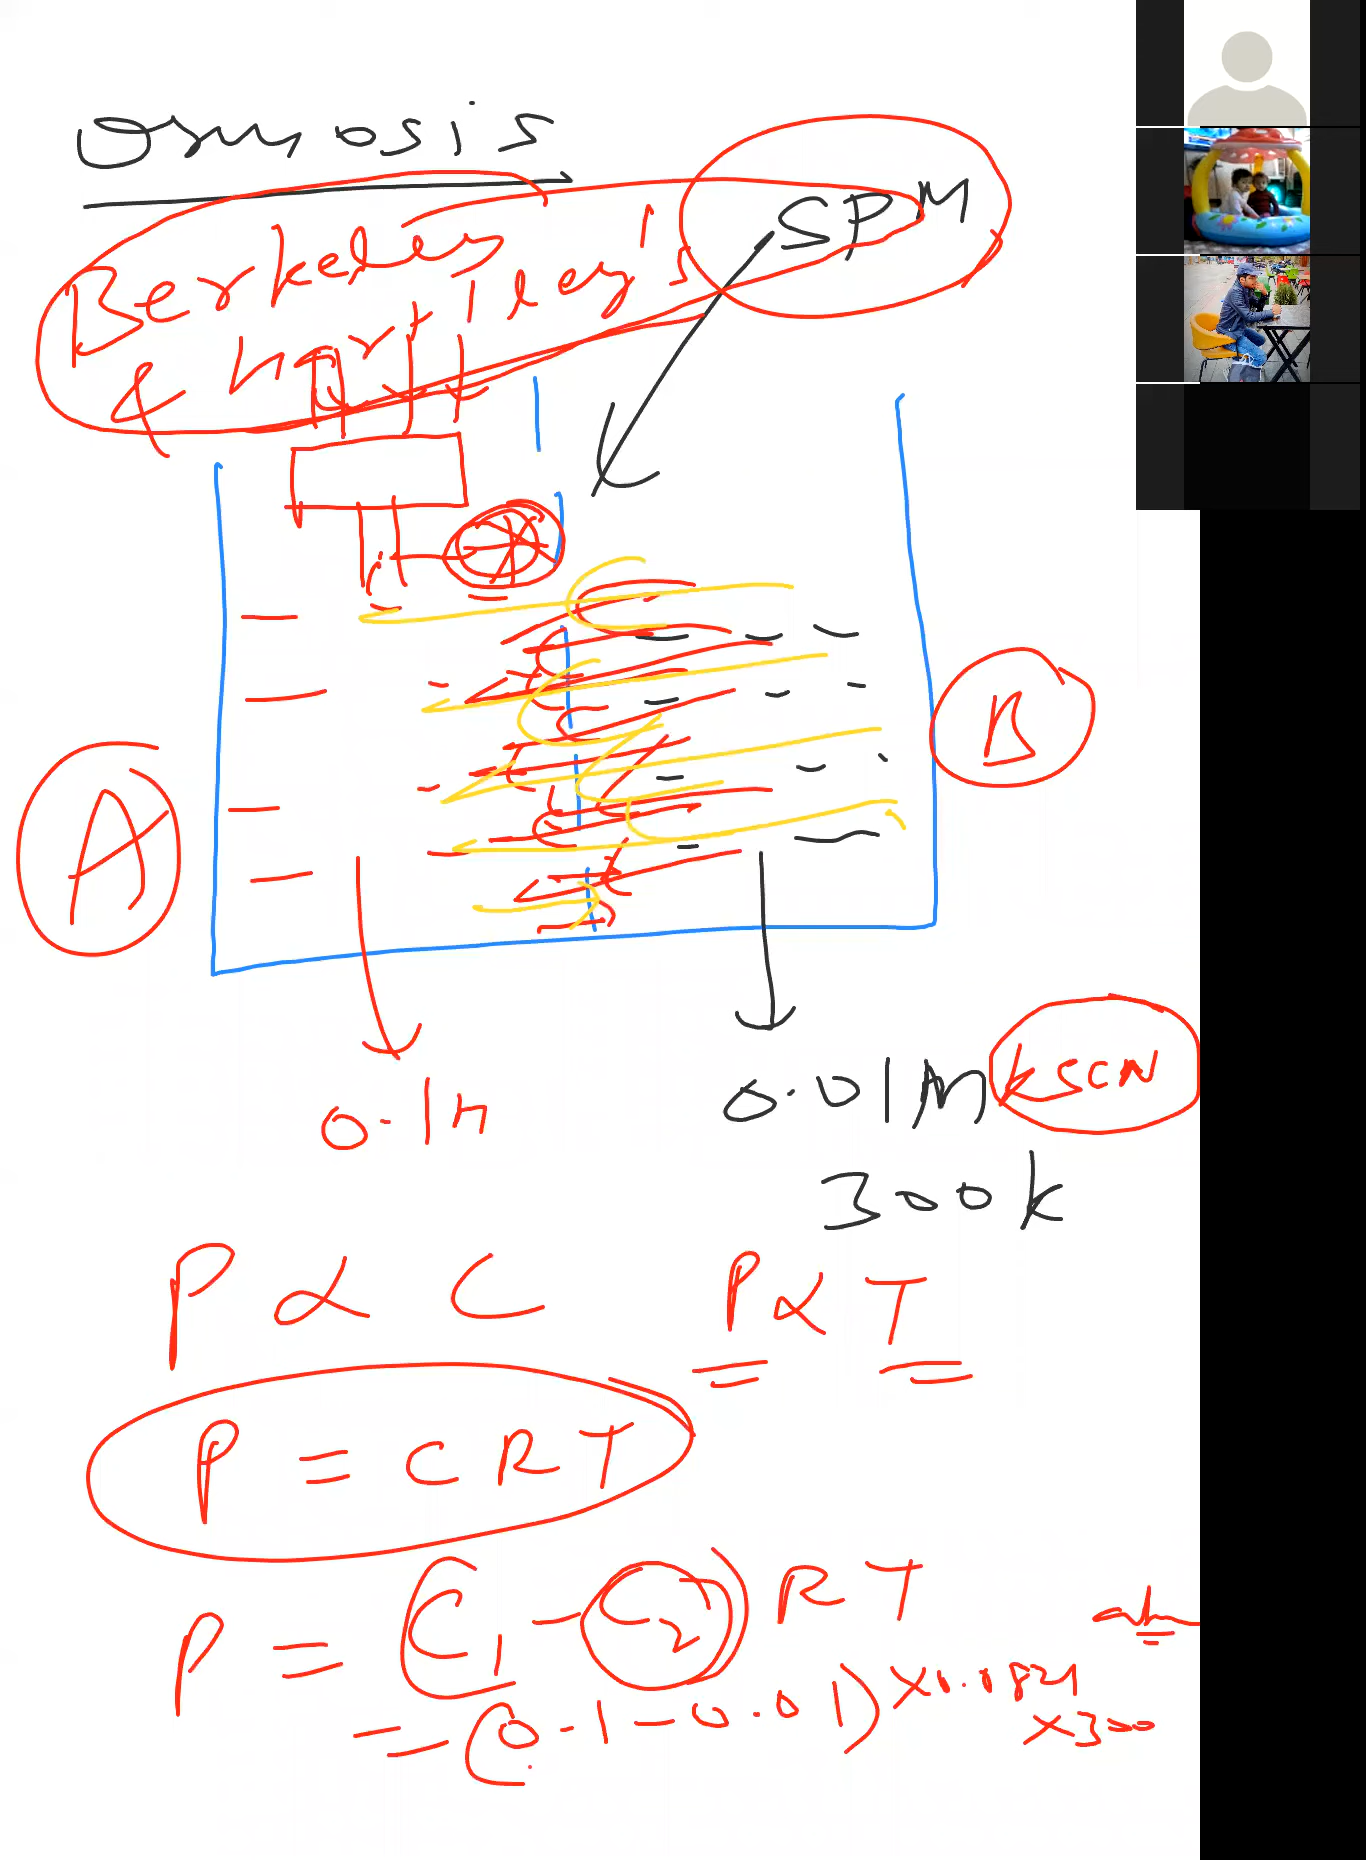 Osmosis
SPM
Berkeley
& hartley's
A
B
0.1M
0.01M KSCN
300K
P ∝ C
P ∝ T
P = CRT
P = (C₁ - C₂) RT
atm
= (0.1 - 0.01) × 0.0821
× 300